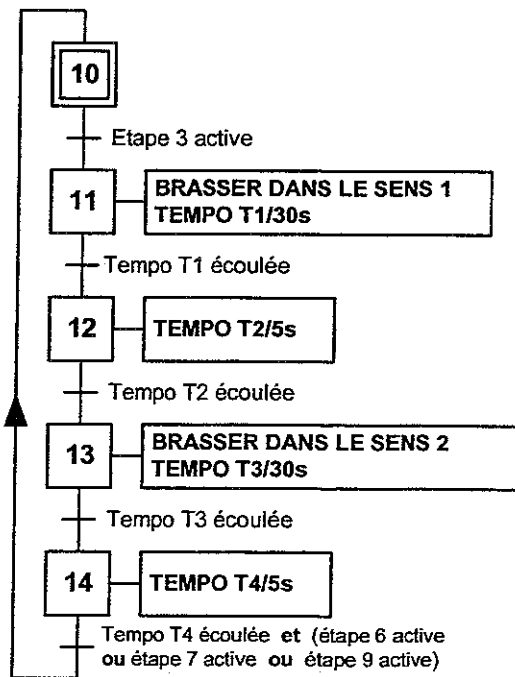 10
Etape 3 active
11
BRASSER DANS LE SENS 1
TEMPO T1/30s
Tempo T1 écoulée
12
TEMPO T2/5s
Tempo T2 écoulée
13
BRASSER DANS LE SENS 2
TEMPO T3/30s
Tempo T3 écoulée
14
TEMPO T4/5s
Tempo T4 écoulée et (étape 6 active
ou étape 7 active ou étape 9 active)